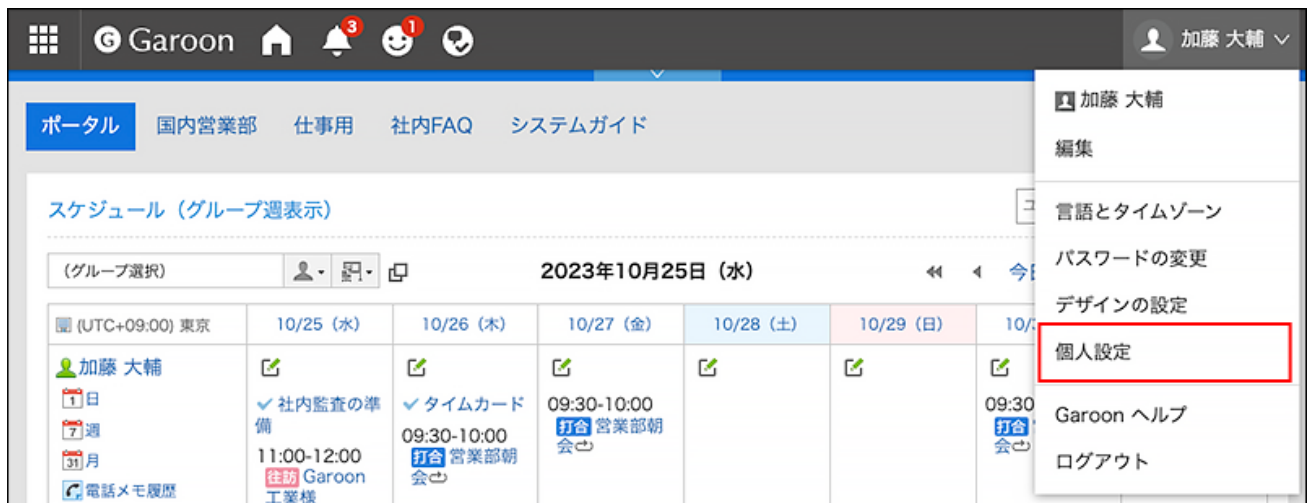 G Garoon 3 1 加藤 大輔
加藤 大輔
編集
言語とタイムゾーン
パスワードの変更
デザインの設定
個人設定
Garoon ヘルプ
ログアウト
ポータル 国内営業部 仕事用 社内FAQ システムガイド
スケジュール（グループ週表示）
（グループ選択） 2023年10月25日（水）
(UTC+09:00) 東京 10/25（水） 10/26（木） 10/27（金） 10/28（土） 10/29（日）
加藤 大輔
1 日
7 週
31 月
電話メモ履歴
社内監査の準
備
11:00-12:00
往訪 Garoon
工業様
タイムカード
09:30-10:00
打合 営業部朝
会
09:30-10:00
打合 営業部朝
会
09:30
打合
会